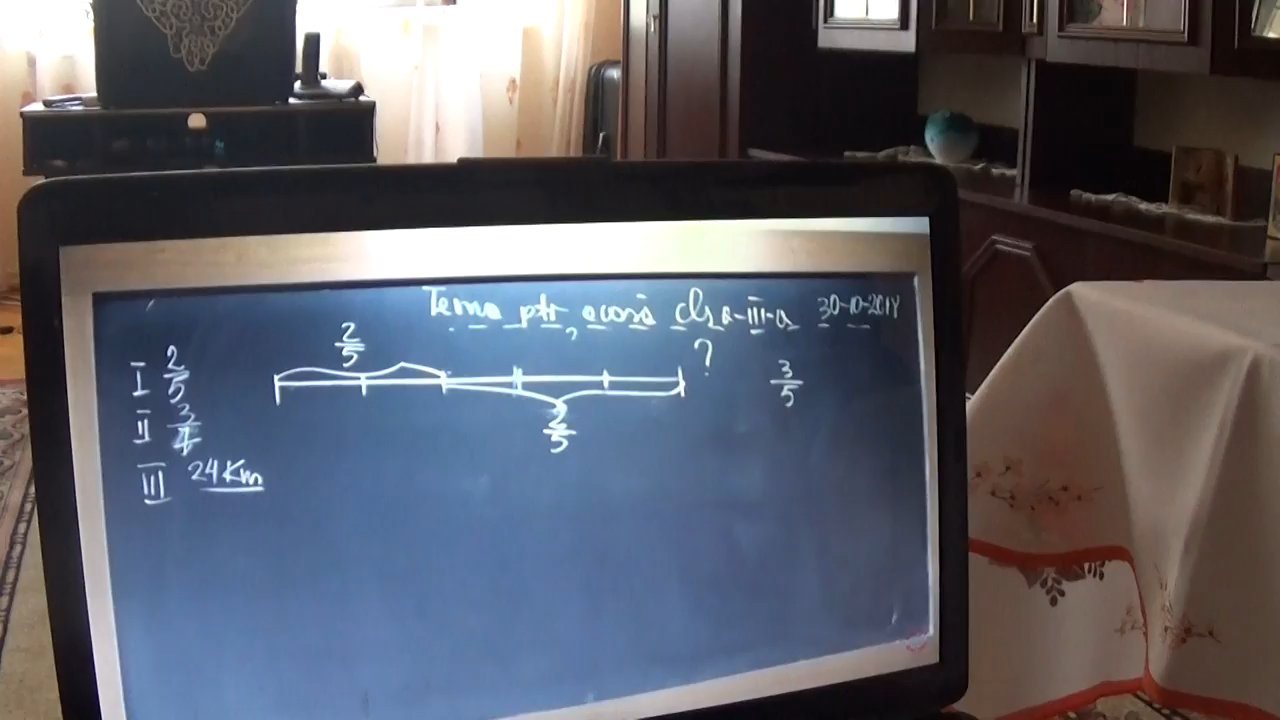 Tema ptr, acasă cls a-III-a 30-10-2018
2/5 ?
I 2/5 3/5
II 3/4
2/5
III 24 Km